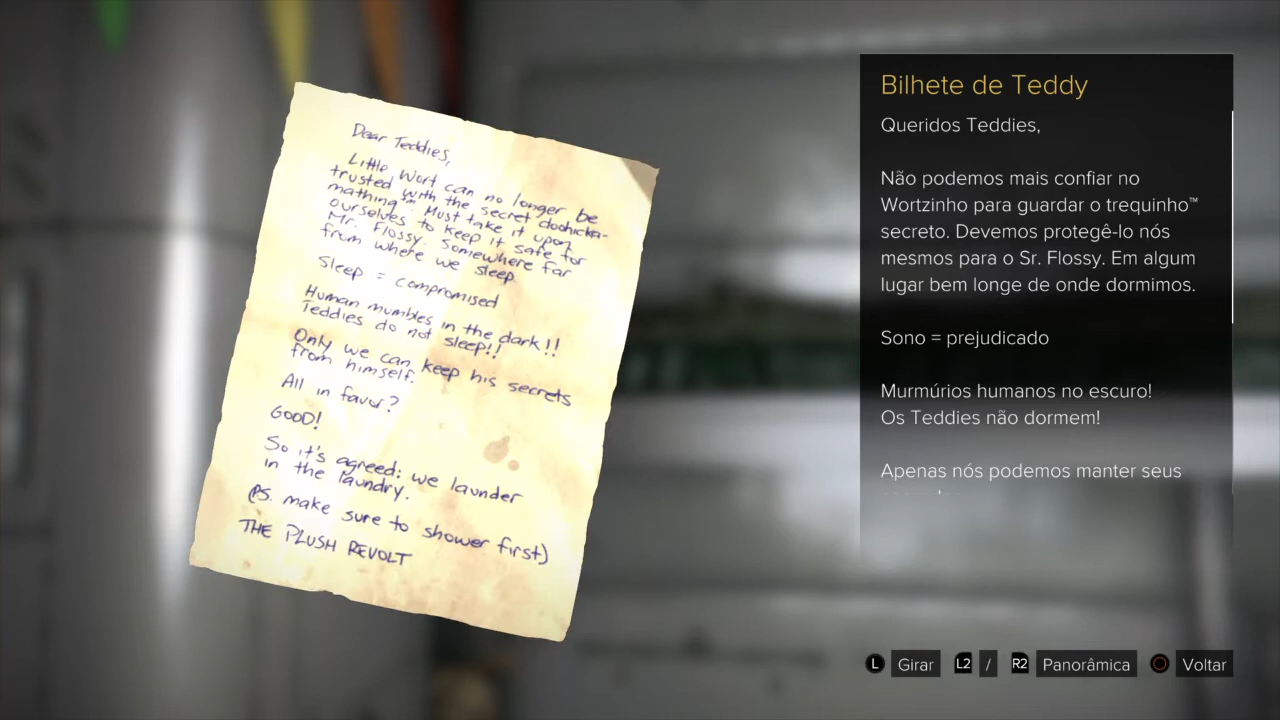 Dear Teddies,
Little Wort can no longer be
trusted with the secret doohicka-
mathing™. Must take it upon
ourselves to keep it safe for
Mr. Flossy. Somewhere far
from where we sleep
Sleep = compromised
Human mumbles in the dark!!
Teddies do not sleep!!
Only we can keep his secrets
from himself.
All in favor?
GOOD!
So it's agreed: we launder
in the laundry.
(PS. make sure to shower first)
THE PLUSH REVOLT
Bilhete de Teddy
Queridos Teddies,
Não podemos mais confiar no
Wortzinho para guardar o trequinho™
secreto. Devemos protegê-lo nós
mesmos para o Sr. Flossy. Em algum
lugar bem longe de onde dormimos.
Sono = prejudicado
Murmúrios humanos no escuro!
Os Teddies não dormem!
Apenas nós podemos manter seus
L Girar L2 / R2 Panorâmica Voltar